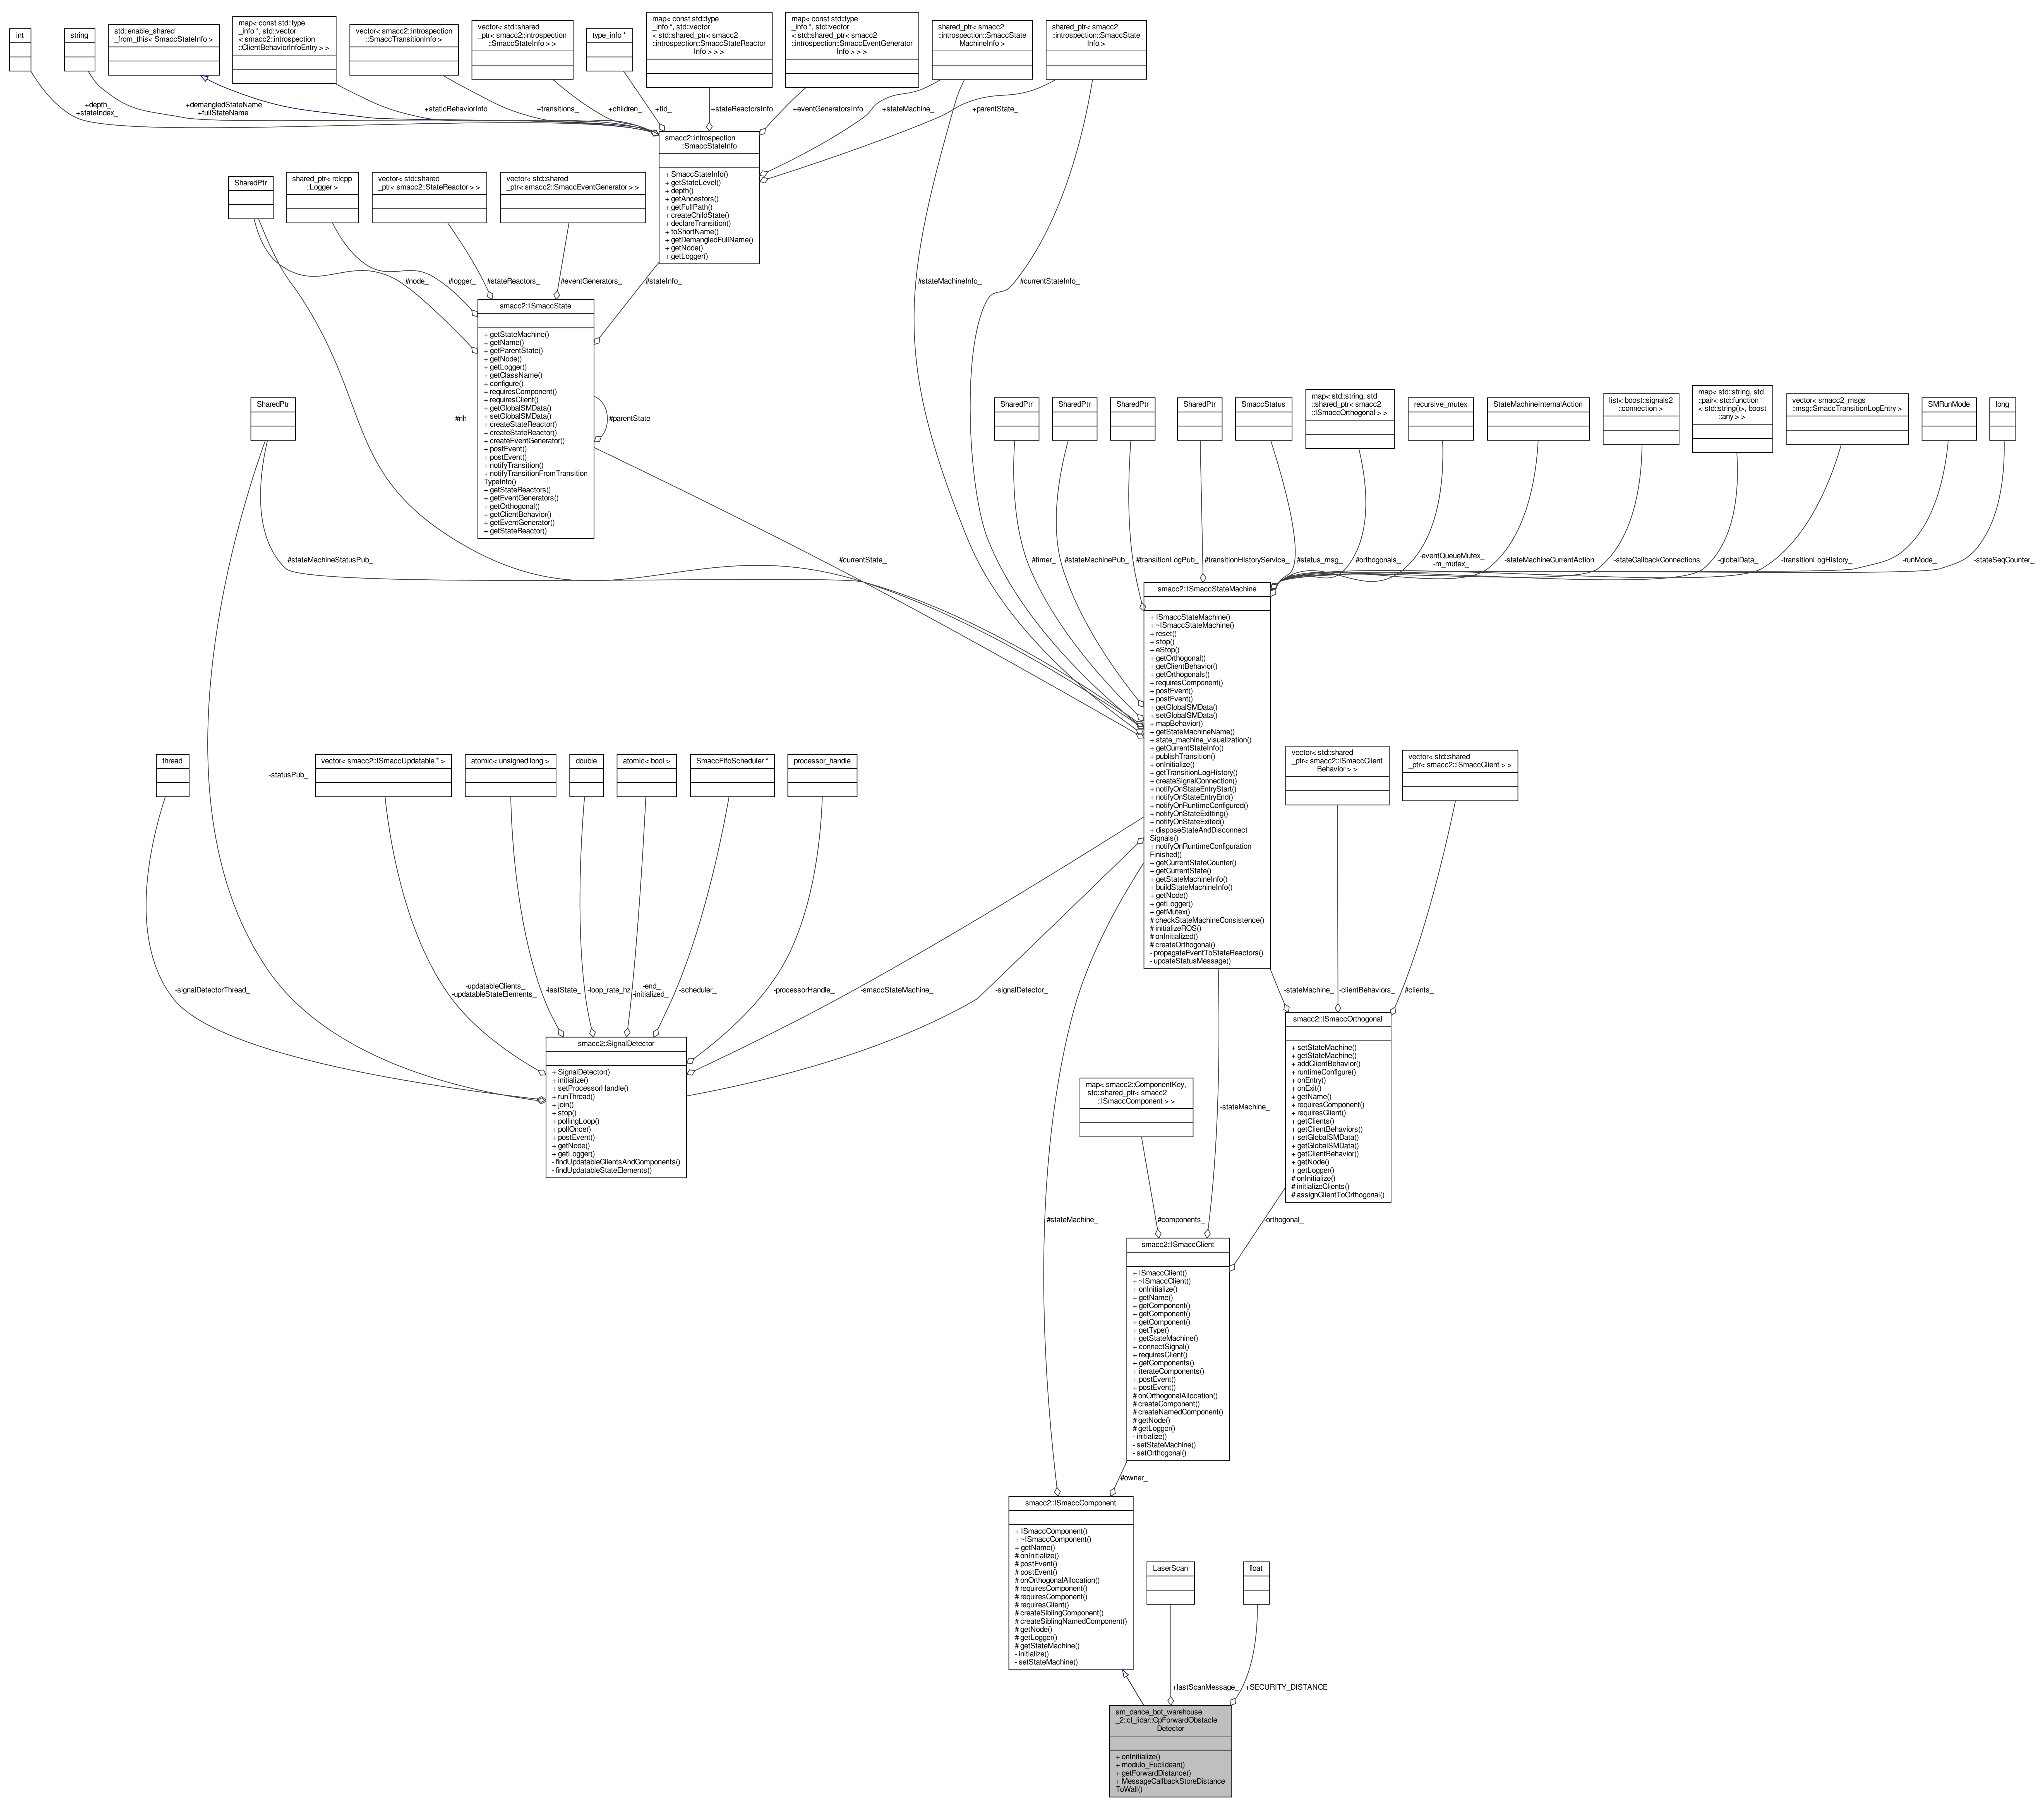 int
string
std::enable_shared
_from_this< SmaccStateInfo >
map< const std::type
_info *, std::vector
< smacc2::introspection
::ClientBehaviorInfoEntry > >
vector< smacc2::introspection
::SmaccTransitionInfo >
vector< std::shared
_ptr< smacc2::introspection
::SmaccStateInfo > >
type_info *
map< const std::type
_info *, std::vector
< std::shared_ptr< smacc2
::introspection::SmaccStateReactor
Info > > >
map< const std::type
_info *, std::vector
< std::shared_ptr< smacc2
::introspection::SmaccEventGenerator
Info > > >
shared_ptr< smacc2
::introspection::SmaccState
MachineInfo >
shared_ptr< smacc2
::introspection::SmaccState
Info >
+depth_
+stateIndex_
+demangledStateName
+fullStateName
+staticBehaviorInfo
+transitions_
+children_
+tid_
+stateReactorsInfo
+eventGeneratorsInfo
+stateMachine_
+parentState_
smacc2::introspection
::SmaccStateInfo
+ SmaccStateInfo()
+ getStateLevel()
+ depth()
+ getAncestors()
+ getFullPath()
+ createChildState()
+ declareTransition()
+ toShortName()
+ getDemangledFullName()
+ getNode()
+ getLogger()
SharedPtr
shared_ptr< rclcpp
::Logger >
vector< std::shared
_ptr< smacc2::StateReactor > >
vector< std::shared
_ptr< smacc2::SmaccEventGenerator > >
#node_
#logger_
#stateReactors_
#eventGenerators_
#stateInfo_
#stateMachineInfo_
#currentStateInfo_
smacc2::ISmaccState
+ getStateMachine()
+ getName()
+ getParentState()
+ getNode()
+ getLogger()
+ getClassName()
+ configure()
+ requiresComponent()
+ requiresClient()
+ getGlobalSMData()
+ setGlobalSMData()
+ createStateReactor()
+ createStateReactor()
+ createEventGenerator()
+ postEvent()
+ postEvent()
+ notifyTransition()
+ notifyTransitionFromTransition
TypeInfo()
+ getStateReactors()
+ getEventGenerators()
+ getOrthogonal()
+ getClientBehavior()
+ getEventGenerator()
+ getStateReactor()
#nh_
#parentState_
SharedPtr
SharedPtr
SharedPtr
SharedPtr
SharedPtr
SmaccStatus
map< std::string, std
::shared_ptr< smacc2
::ISmaccOrthogonal > >
recursive_mutex
StateMachineInternalAction
list< boost::signals2
::connection >
map< std::string, std
::pair< std::function
< std::string()>, boost
::any > >
vector< smacc2_msgs
::msg::SmaccTransitionLogEntry >
SMRunMode
long
#stateMachineStatusPub_
#currentState_
#timer_
#stateMachinePub_
#transitionLogPub_
#transitionHistoryService_
#status_msg_
#orthogonals_
-eventQueueMutex_
-m_mutex_
-stateMachineCurrentAction
-stateCallbackConnections
-globalData_
-transitionLogHistory_
-runMode_
-stateSeqCounter_
smacc2::ISmaccStateMachine
+ ISmaccStateMachine()
+ ~ISmaccStateMachine()
+ reset()
+ stop()
+ eStop()
+ getOrthogonal()
+ getClientBehavior()
+ getOrthogonals()
+ requiresComponent()
+ postEvent()
+ postEvent()
+ getGlobalSMData()
+ setGlobalSMData()
+ mapBehavior()
+ getStateMachineName()
+ state_machine_visualization()
+ getCurrentStateInfo()
+ publishTransition()
+ onInitialize()
+ getTransitionLogHistory()
+ createSignalConnection()
+ notifyOnStateEntryStart()
+ notifyOnStateEntryEnd()
+ notifyOnRuntimeConfigured()
+ notifyOnStateExitting()
+ notifyOnStateExited()
+ disposeStateAndDisconnect
Signals()
+ notifyOnRuntimeConfiguration
Finished()
+ getCurrentStateCounter()
+ getCurrentState()
+ getStateMachineInfo()
+ buildStateMachineInfo()
+ getNode()
+ getLogger()
+ getMutex()
# checkStateMachineConsistence()
# initializeROS()
# onInitialized()
# createOrthogonal()
- propagateEventToStateReactors()
- updateStatusMessage()
thread
-statusPub_
vector< smacc2::ISmaccUpdatable * >
atomic< unsigned long >
double
atomic< bool >
SmaccFifoScheduler *
processor_handle
vector< std::shared
_ptr< smacc2::ISmaccClient
Behavior > >
vector< std::shared
_ptr< smacc2::ISmaccClient > >
-signalDetectorThread_
-updatableClients_
-updatableStateElements_
-lastState_
-loop_rate_hz
-end_
-initialized_
-scheduler_
-processorHandle_
-smaccStateMachine_
-signalDetector_
-stateMachine_
-clientBehaviors_
#clients_
smacc2::SignalDetector
+ SignalDetector()
+ initialize()
+ setProcessorHandle()
+ runThread()
+ join()
+ stop()
+ pollingLoop()
+ pollOnce()
+ postEvent()
+ getNode()
+ getLogger()
- findUpdatableClientsAndComponents()
- findUpdatableStateElements()
smacc2::ISmaccOrthogonal
+ setStateMachine()
+ getStateMachine()
+ addClientBehavior()
+ runtimeConfigure()
+ onEntry()
+ onExit()
+ getName()
+ requiresComponent()
+ requiresClient()
+ getClients()
+ getClientBehaviors()
+ setGlobalSMData()
+ getGlobalSMData()
+ getClientBehavior()
+ getNode()
+ getLogger()
# onInitialize()
# initializeClients()
# assignClientToOrthogonal()
map< smacc2::ComponentKey,
std::shared_ptr< smacc2
::ISmaccComponent > >
-stateMachine_
#stateMachine_
#components_
-orthogonal_
smacc2::ISmaccClient
+ ISmaccClient()
+ ~ISmaccClient()
+ onInitialize()
+ getName()
+ getComponent()
+ getComponent()
+ getComponent()
+ getType()
+ getStateMachine()
+ connectSignal()
+ requiresClient()
+ getComponents()
+ iterateComponents()
+ postEvent()
+ postEvent()
# onOrthogonalAllocation()
# createComponent()
# createNamedComponent()
# getNode()
# getLogger()
- initialize()
- setStateMachine()
- setOrthogonal()
#owner_
smacc2::ISmaccComponent
+ ISmaccComponent()
+ ~ISmaccComponent()
+ getName()
# onInitialize()
# postEvent()
# postEvent()
# onOrthogonalAllocation()
# requiresComponent()
# requiresComponent()
# requiresClient()
# createSiblingComponent()
# createSiblingNamedComponent()
# getNode()
# getLogger()
# getStateMachine()
- initialize()
- setStateMachine()
LaserScan
float
+lastScanMessage_
+SECURITY_DISTANCE
sm_dance_bot_warehouse
_2::cl_lidar::CpForwardObstacle
Detector
+ onInitialize()
+ modulo_Euclidean()
+ getForwardDistance()
+ MessageCallbackStoreDistance
ToWall()